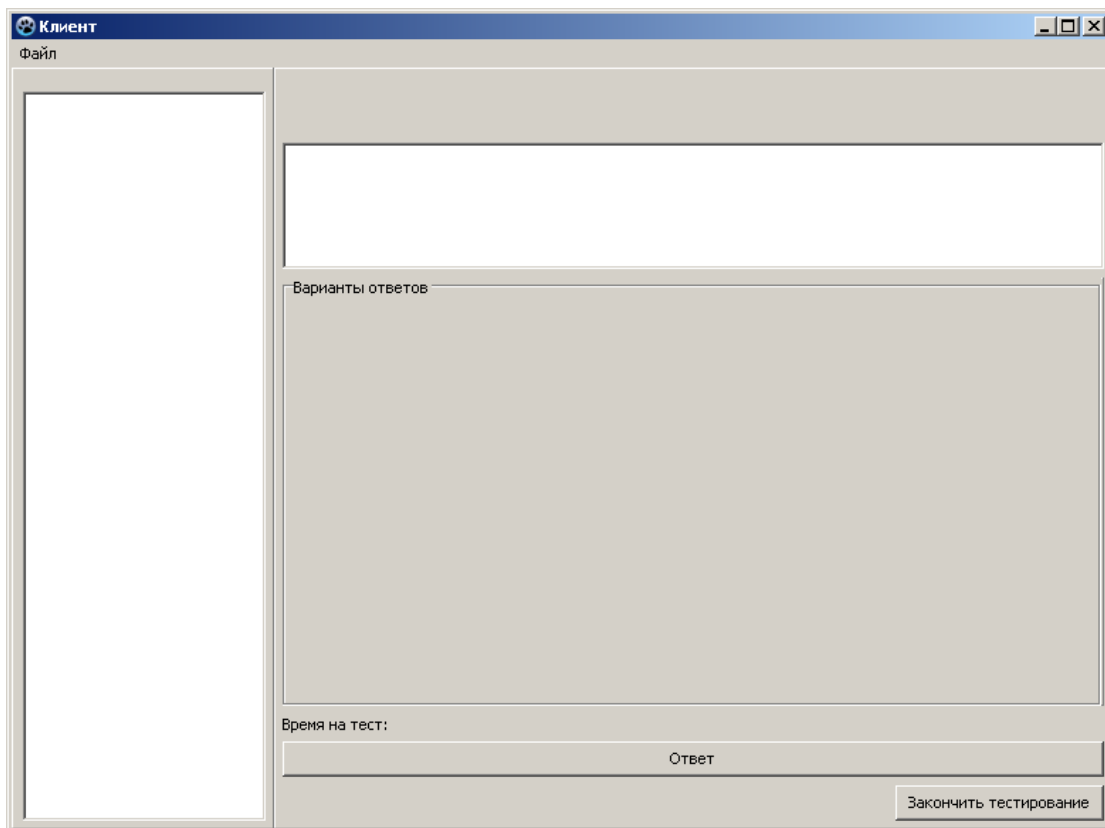 Клиент
Файл
Варианты ответов
Время на тест:
Ответ
Закончить тестирование